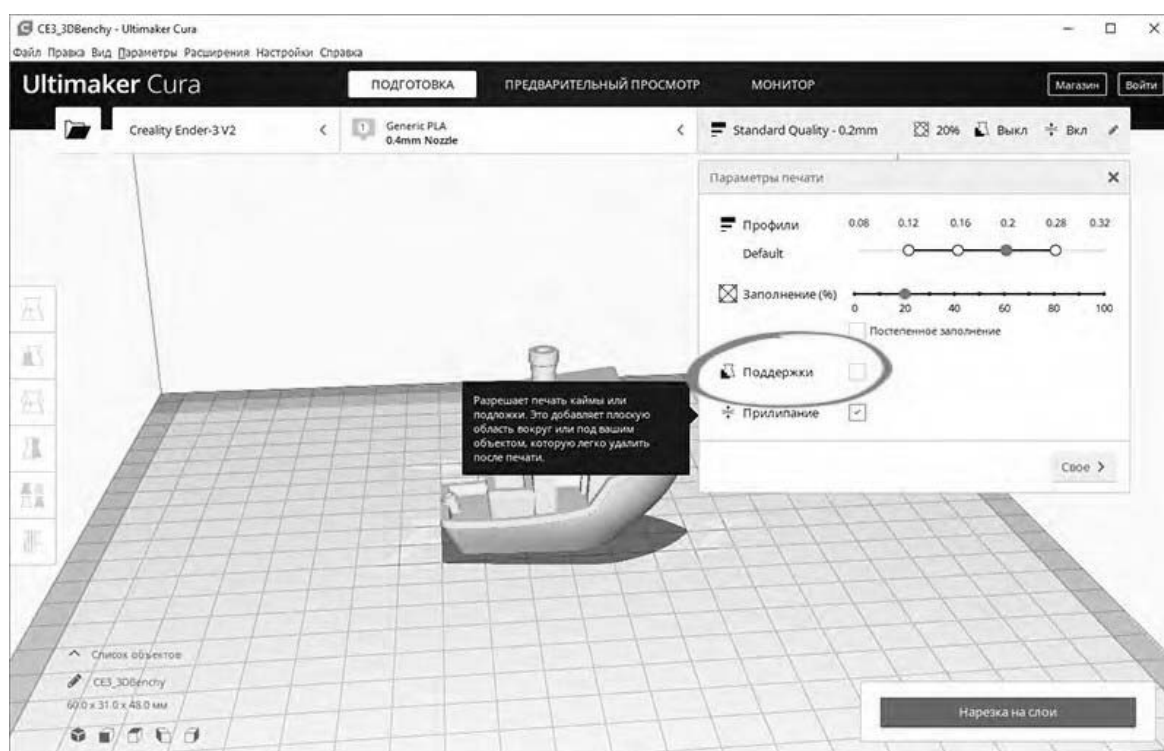 CE3_3DBenchy - Ultimaker Cura
Файл Правка Вид Параметры Расширения Настройки Справка
Ultimaker Cura
ПОДГОТОВКА
ПРЕДВАРИТЕЛЬНЫЙ ПРОСМОТР
МОНИТОР
Магазин
Войти
Creality Ender-3 V2
Generic PLA
0.4mm Nozzle
Standard Quality - 0.2mm
20%
Выкл
Вкл
Параметры печати
Профили
0.08 0.12 0.16 0.2 0.28 0.32
Default
Заполнение (%)
0 20 40 60 80 100
Постепенное заполнение
Поддержки
Прилипание
Разрешает печать каймы или
подложки. Это добавляет плоскую
область вокруг или под вашим
объектом, которую легко удалить
после печати.
Свое
Список объектов
CE3_3DBenchy
60.0 x 31.0 x 48.0 мм
Нарезка на слои